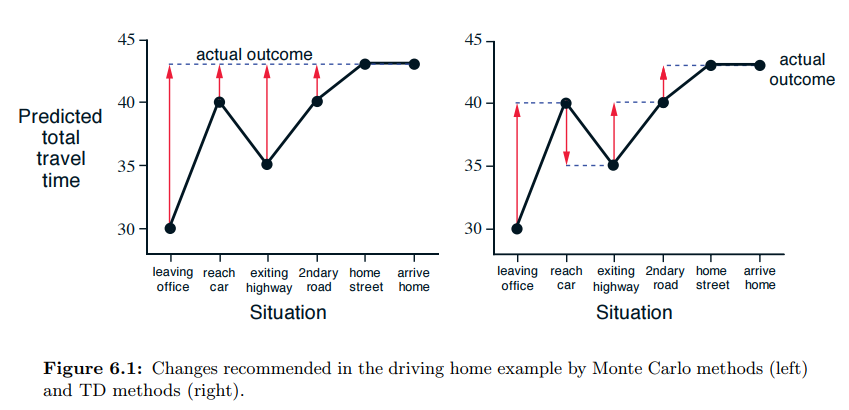 45
40
35
30
Predicted
total
travel
time
actual outcome
leaving
office
reach
car
exiting
highway
2ndary
road
home
street
arrive
home
Situation
45
40
35
30
actual
outcome
leaving
office
reach
car
exiting
highway
2ndary
road
home
street
arrive
home
Situation
Figure 6.1: Changes recommended in the driving home example by Monte Carlo methods (left)
and TD methods (right).